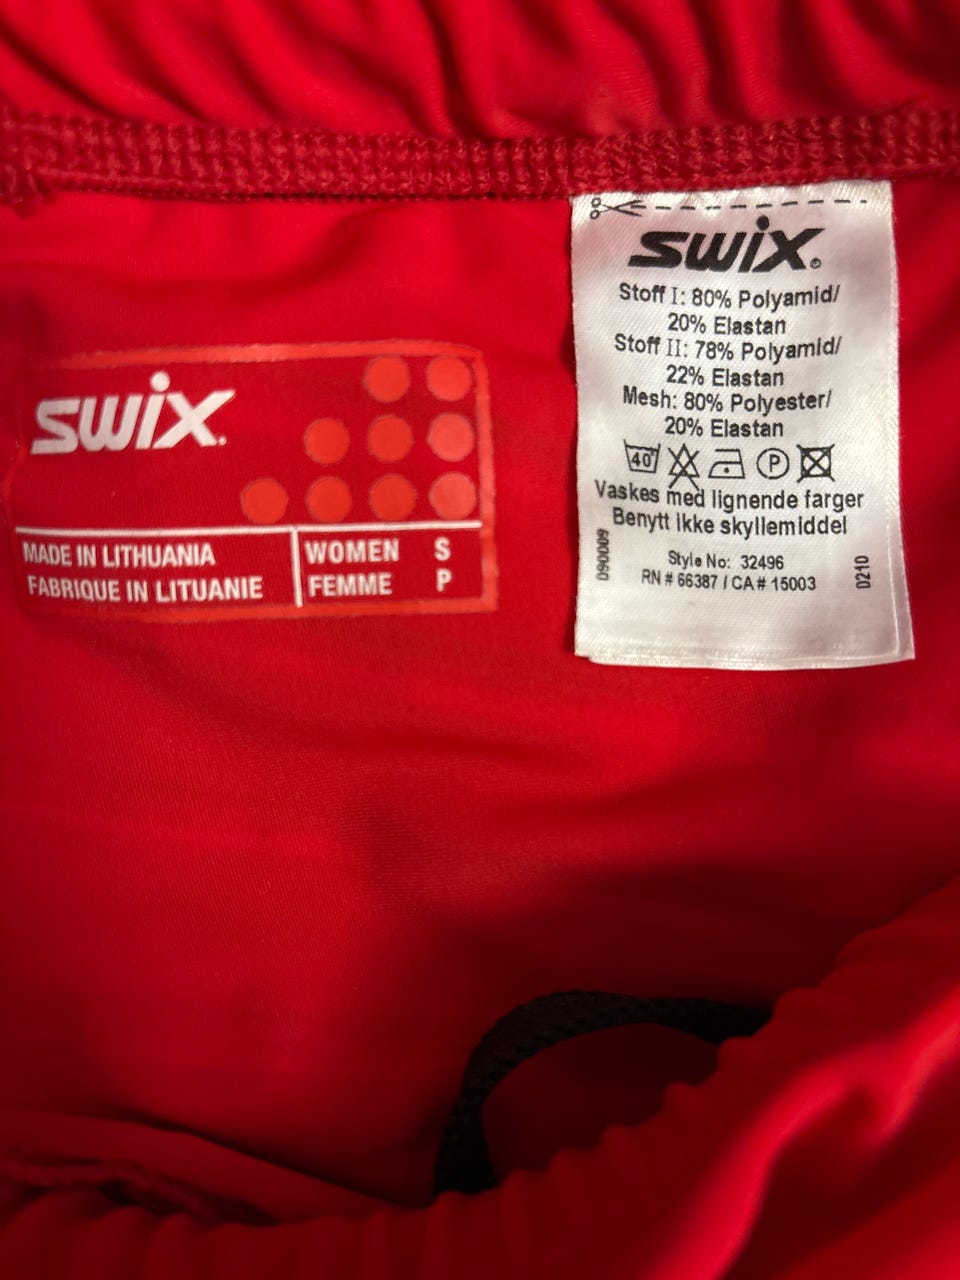 swix.
MADE IN LITHUANIA
FABRIQUE IN LITUANIE
WOMEN S
FEMME P
swix.
Stoff I: 80% Polyamid/
20% Elastan
Stoff II: 78% Polyamid/
22% Elastan
Mesh: 80% Polyester/
20% Elastan
40° P
Vaskes med lignende farger
Benytt ikke skyllemiddel
Style No: 32496
RN # 66387 / CA # 15003
090009
0210